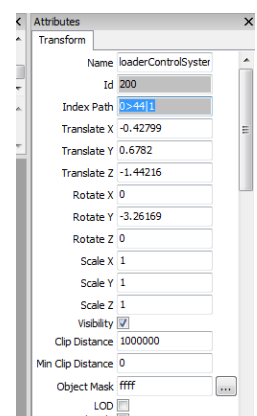 Attributes
Transform
Name loaderControlSyster
Id 200
Index Path 0>44|1
Translate X -0.42799
Translate Y 0.6782
Translate Z -1.44216
Rotate X 0
Rotate Y -3.26169
Rotate Z 0
Scale X 1
Scale Y 1
Scale Z 1
Visibility
Clip Distance 1000000
Min Clip Distance 0
Object Mask ffff ...
LOD